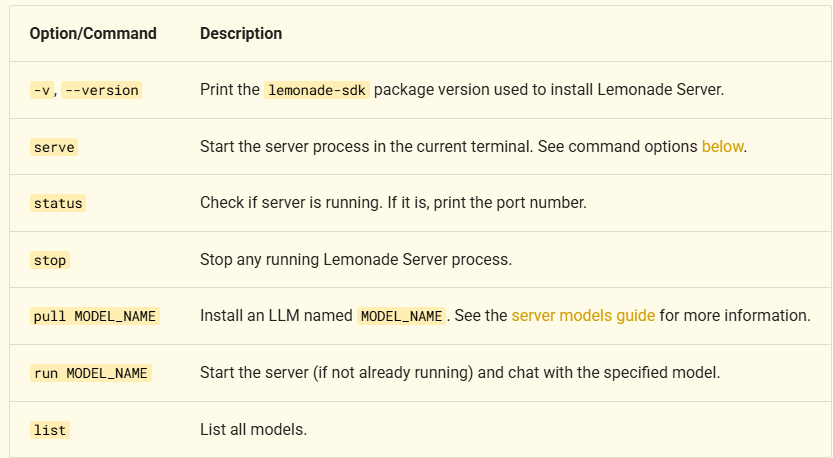 Option/Command Description
-v, --version Print the lemonade-sdk package version used to install Lemonade Server.
serve Start the server process in the current terminal. See command options below.
status Check if server is running. If it is, print the port number.
stop Stop any running Lemonade Server process.
pull MODEL_NAME Install an LLM named MODEL_NAME. See the server models guide for more information.
run MODEL_NAME Start the server (if not already running) and chat with the specified model.
list List all models.